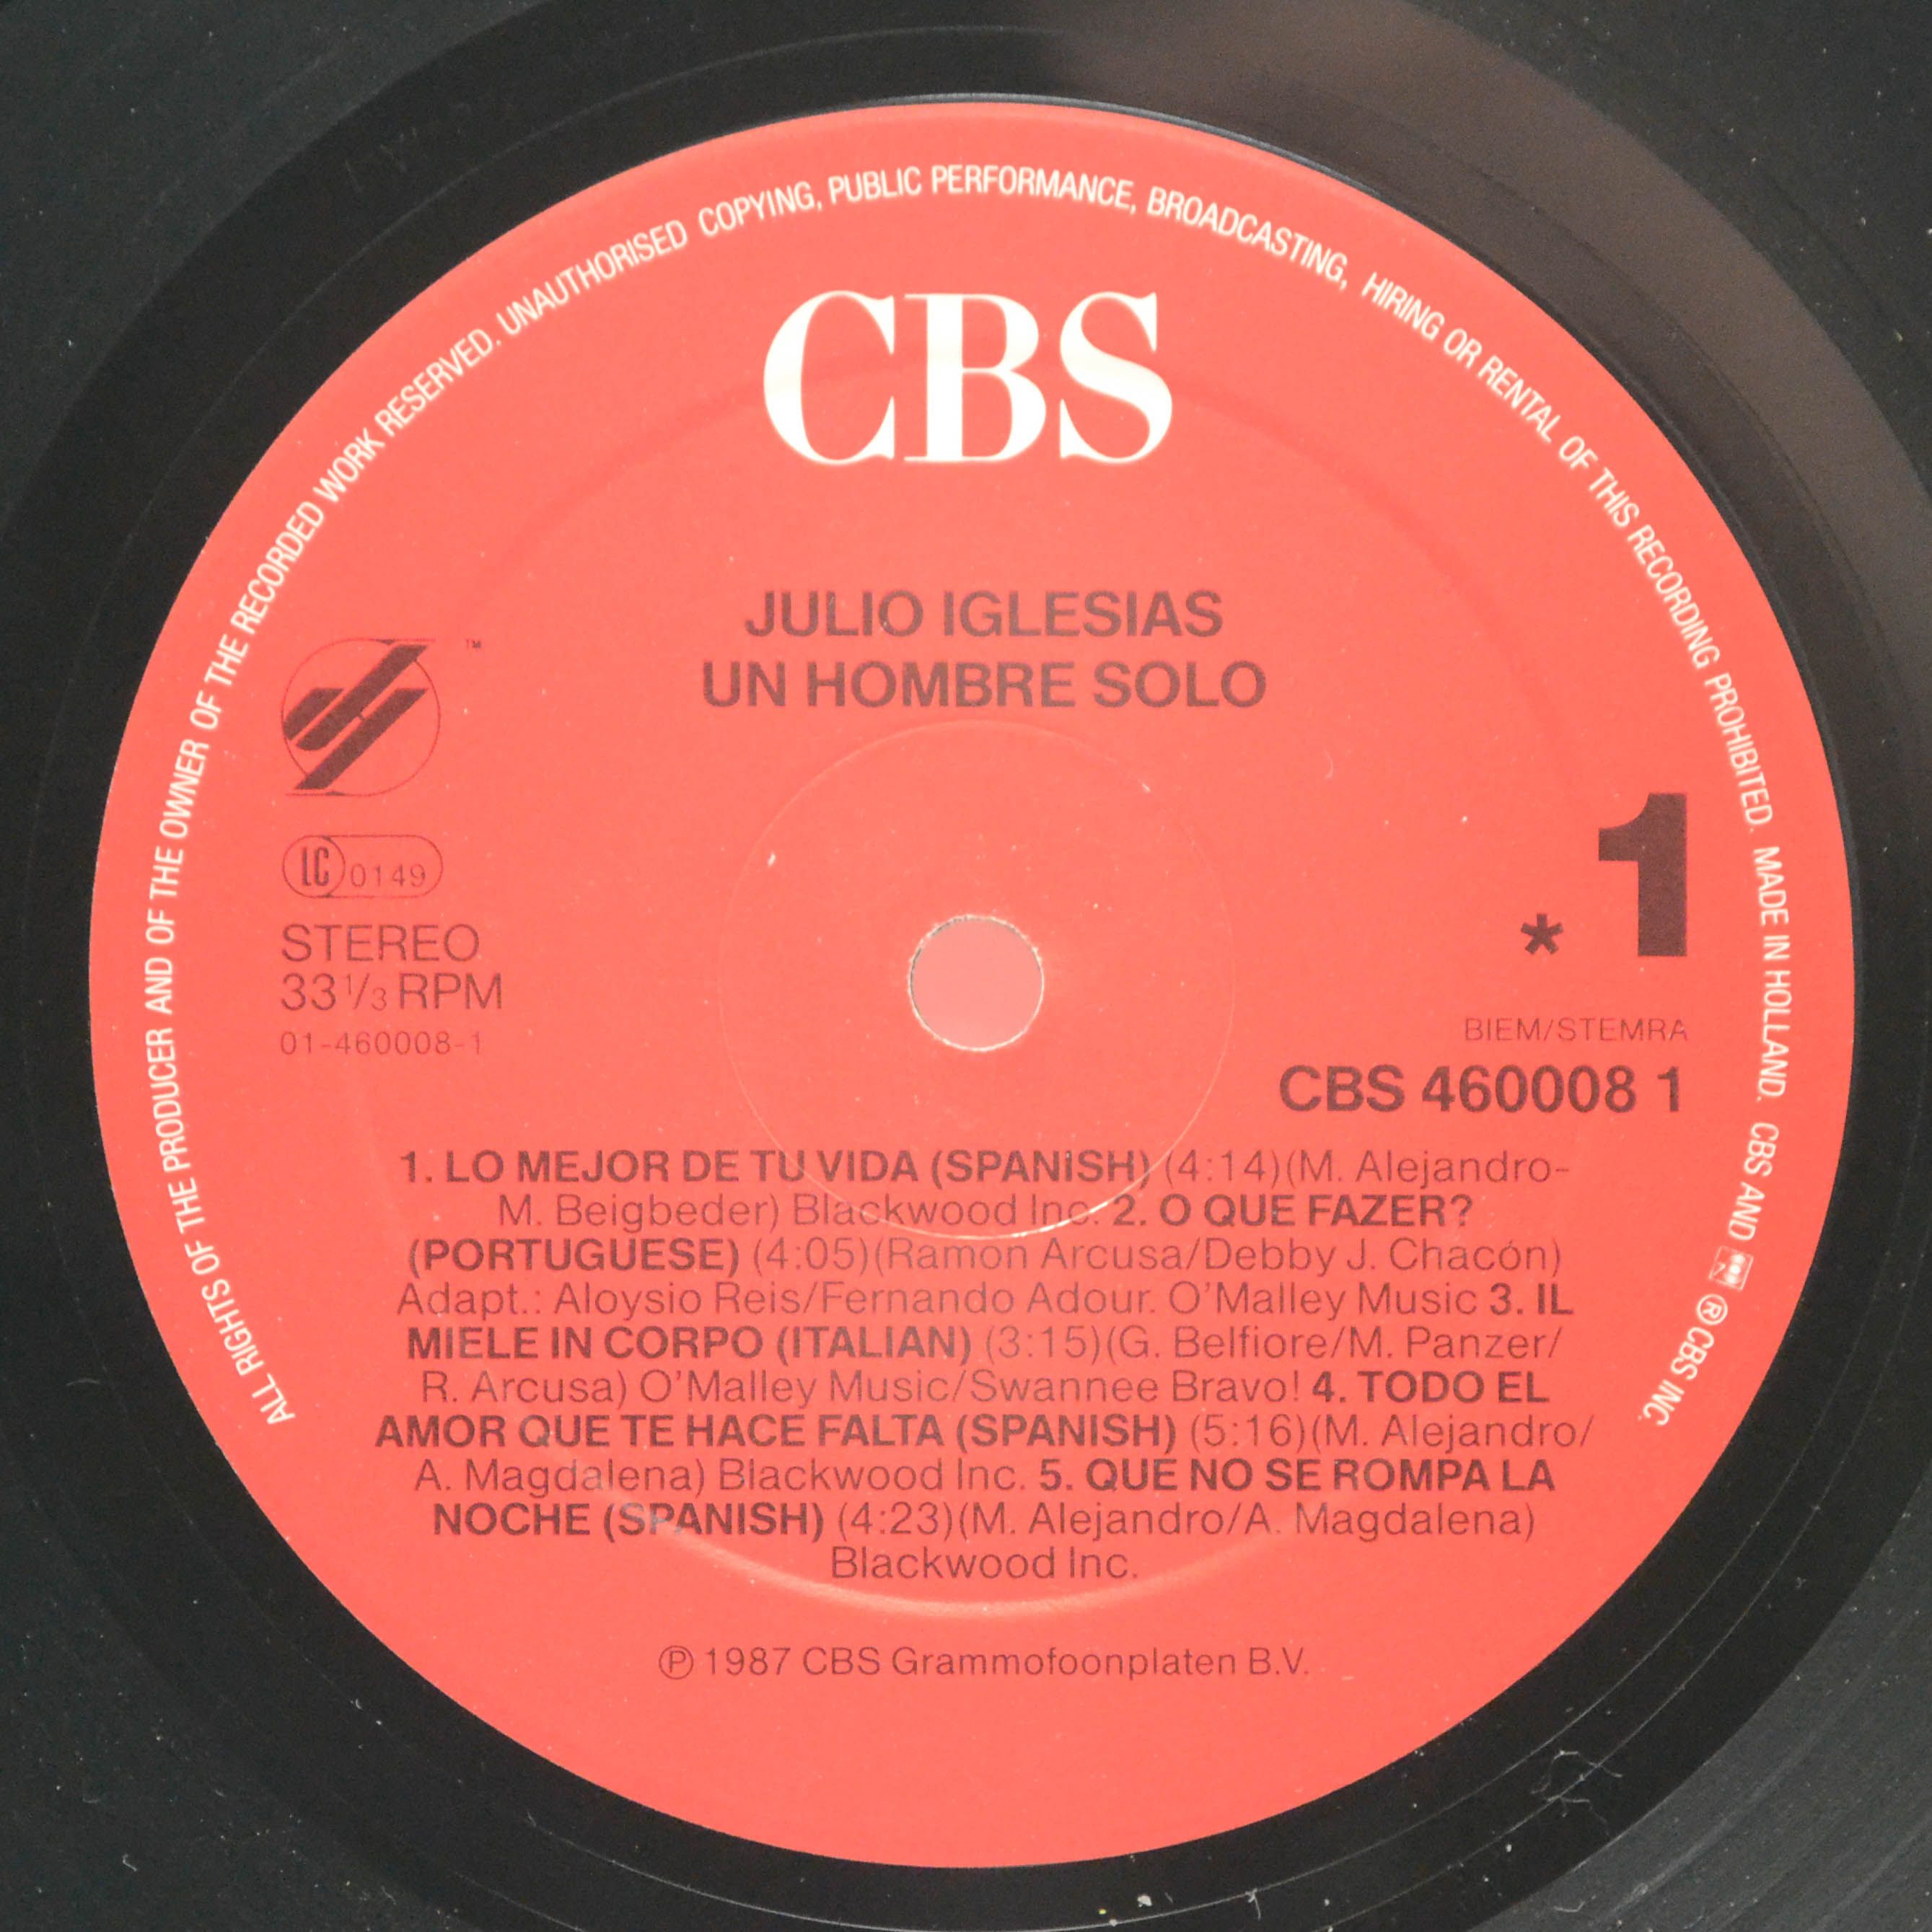 ALL RIGHTS OF THE PRODUCER AND OF THE OWNER OF THE RECORDED WORK RESERVED. UNAUTHORISED COPYING, PUBLIC PERFORMANCE, BROADCASTING, HIRING OR RENTAL OF THIS RECORDING PROHIBITED. MADE IN HOLLAND. CBS AND ® CBS INC.
CBS
JULIO IGLESIAS
UN HOMBRE SOLO
™
LC 0149
STEREO
33 1/3 RPM
01-460008-1
1
*
BIEM/STEMRA
CBS 460008 1
1. LO MEJOR DE TU VIDA (SPANISH) (4:14)(M. Alejandro-
M. Beigbeder) Blackwood Inc. 2. O QUE FAZER?
(PORTUGUESE) (4:05)(Ramon Arcusa/Debby J. Chacón)
Adapt.: Aloysio Reis/Fernando Adour. O'Malley Music 3. IL
MIELE IN CORPO (ITALIAN) (3:15)(G. Belfiore/M. Panzer/
R. Arcusa) O'Malley Music/Swannee Bravo! 4. TODO EL
AMOR QUE TE HACE FALTA (SPANISH) (5:16)(M. Alejandro/
A. Magdalena) Blackwood Inc. 5. QUE NO SE ROMPA LA
NOCHE (SPANISH) (4:23)(M. Alejandro/A. Magdalena)
Blackwood Inc.
℗ 1987 CBS Grammofoonplaten B.V.